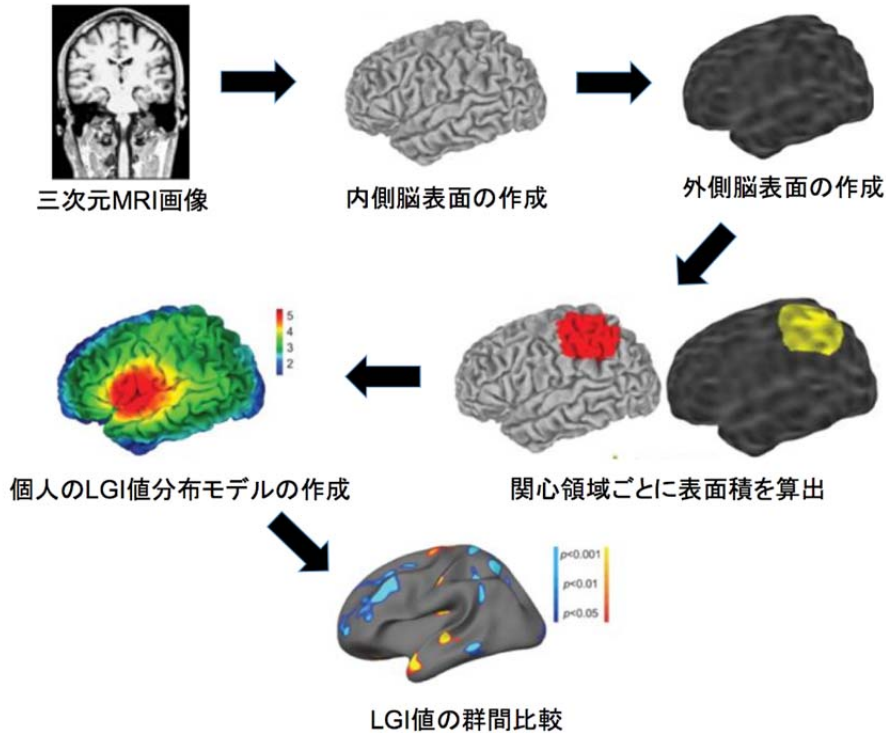 三次元MRI画像
内側脳表面の作成
外側脳表面の作成
5
4
3
2
個人のLGI値分布モデルの作成
関心領域ごとに表面積を算出
p<0.001
p<0.01
p<0.05
LGI値の群間比較